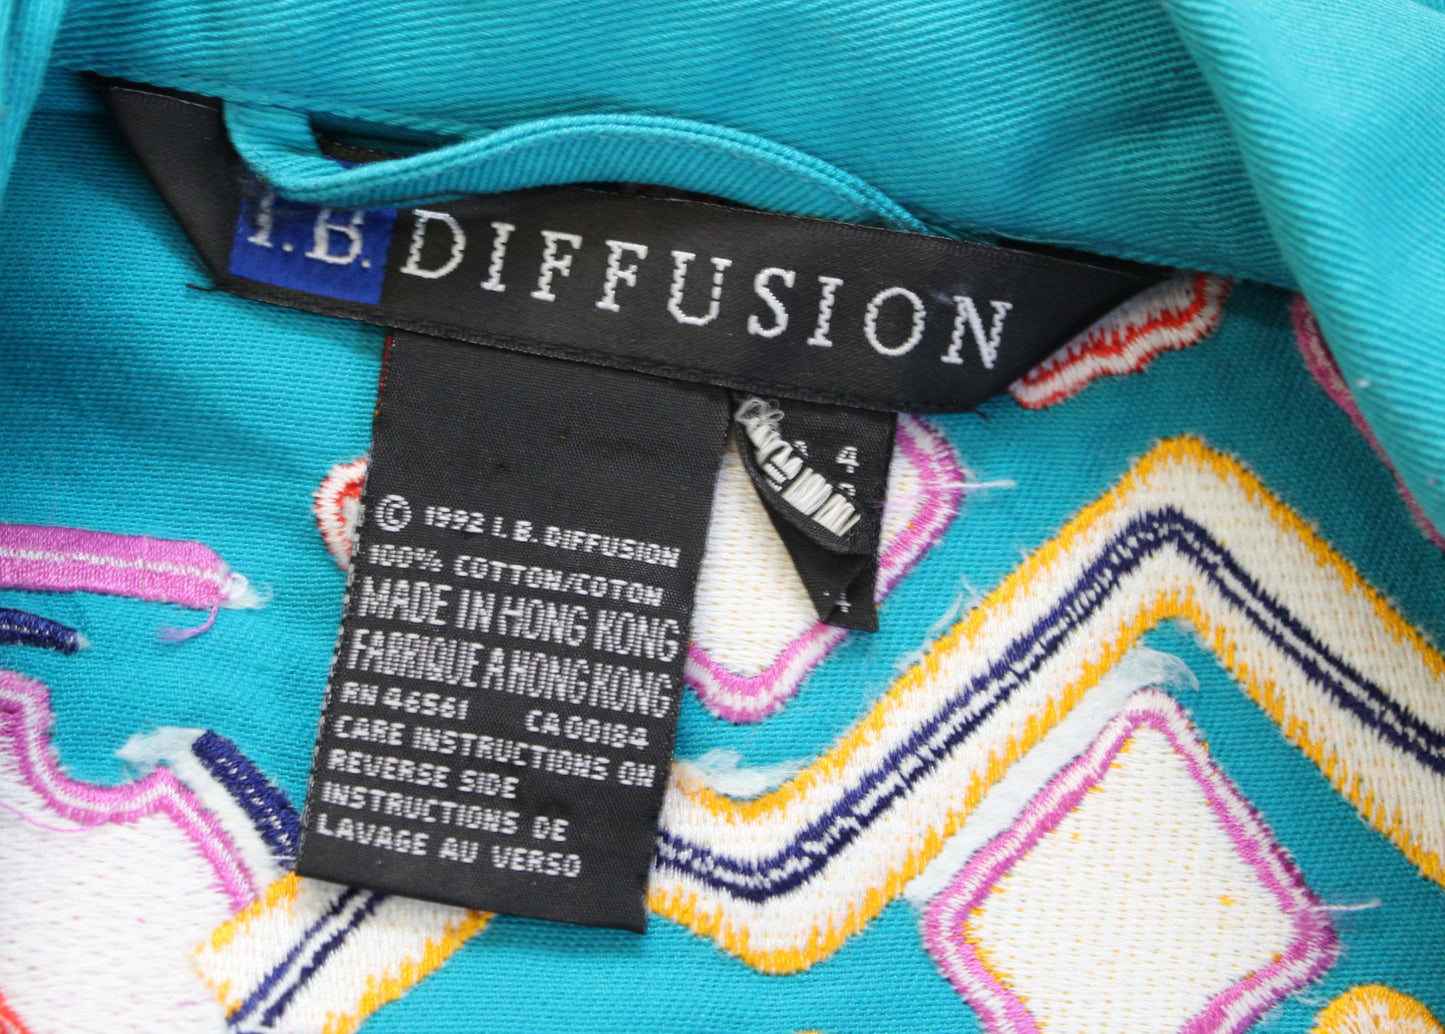 I.B. DIFFUSION
4
© 1992 I.B. DIFFUSION
100% COTTON/COTON
MADE IN HONG KONG
FABRIQUE A HONG KONG
RN 46561 CA 00184
CARE INSTRUCTIONS ON
REVERSE SIDE
INSTRUCTIONS DE
LAVAGE AU VERSO